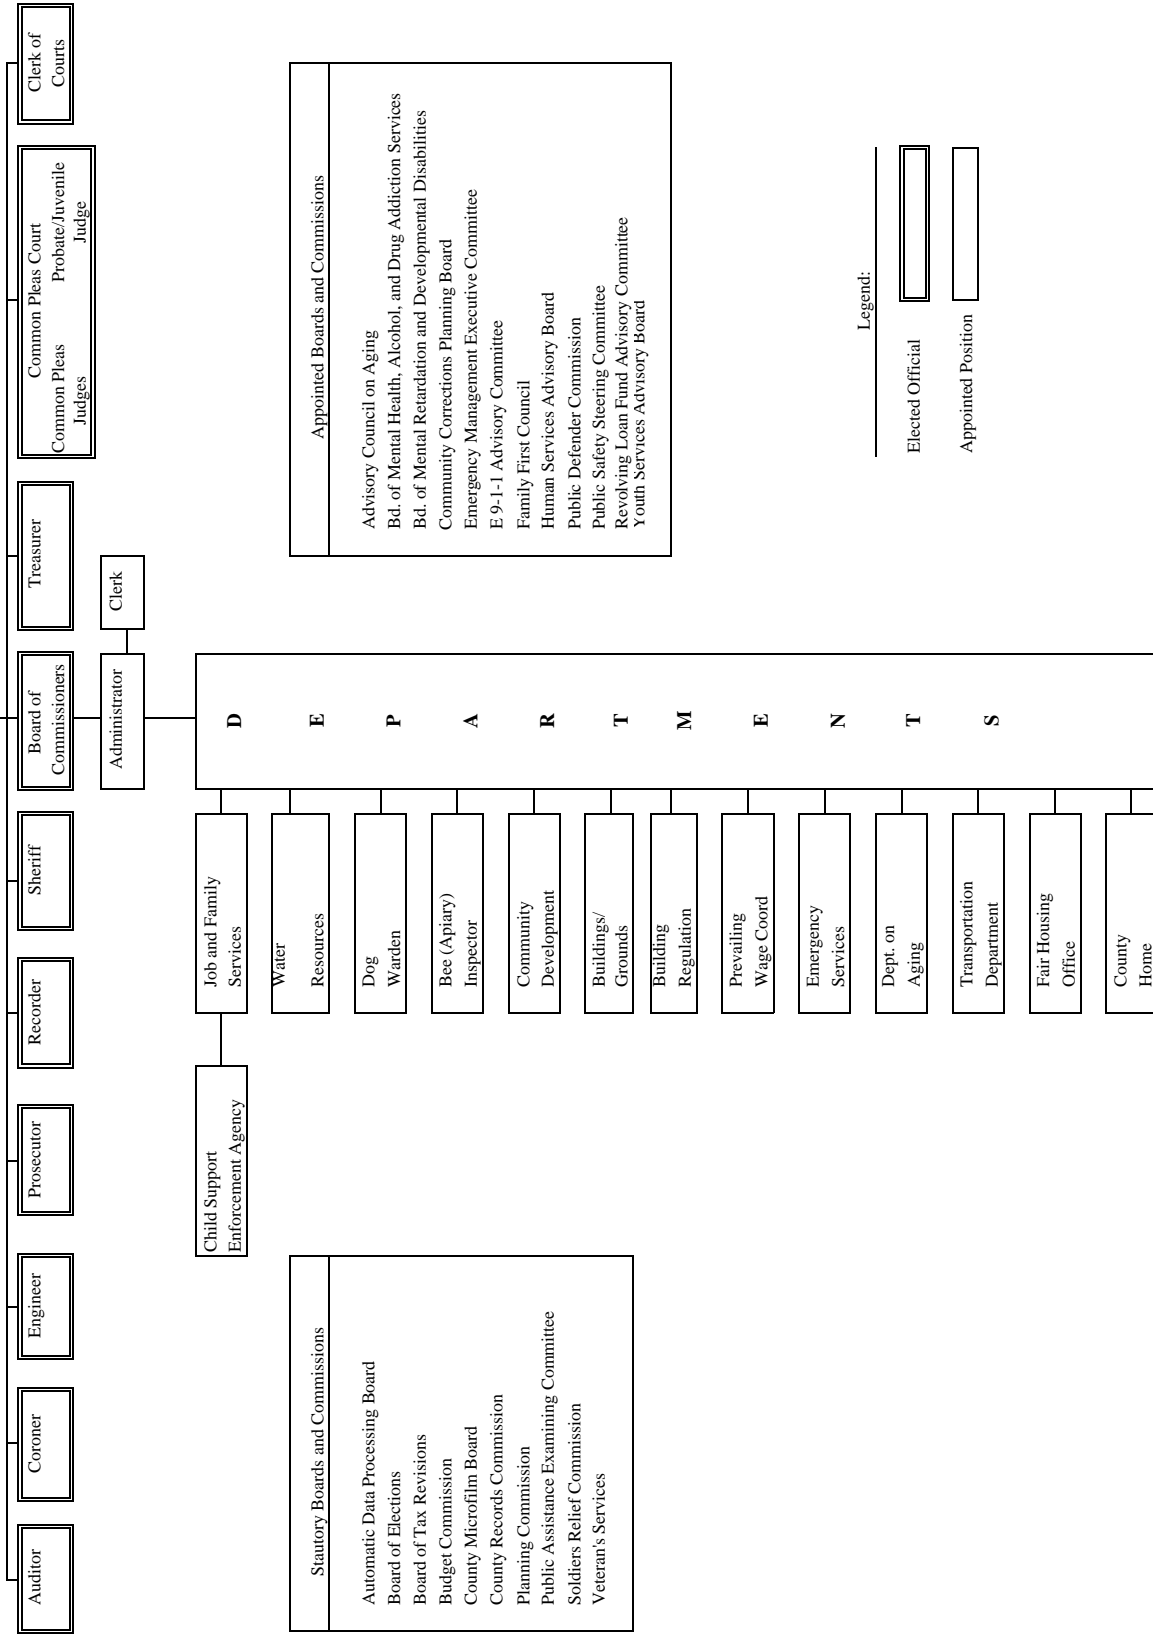 Auditor
Coroner
Engineer
Prosecutor
Recorder
Sheriff
Board of
Commissioners
Treasurer
Common Pleas Court
Common Pleas
Judges
Probate/Juvenile
Judge
Clerk of
Courts
Administrator
Clerk
D
E
P
A
R
T
M
E
N
T
S
Child Support
Enforcement Agency
Job and Family
Services
Water
Resources
Dog
Warden
Bee (Apiary)
Inspector
Community
Development
Buildings/
Grounds
Building
Regulation
Prevailing
Wage Coord
Emergency
Services
Dept. on
Aging
Transportation
Department
Fair Housing
Office
County
Home
Stautory Boards and Commissions
Automatic Data Processing Board
Board of Elections
Board of Tax Revisions
Budget Commission
County Microfilm Board
County Records Commission
Planning Commission
Public Assistance Examining Committee
Soldiers Relief Commission
Veteran's Services
Appointed Boards and Commissions
Advisory Council on Aging
Bd. of Mental Health, Alcohol, and Drug Addiction Services
Bd. of Mental Retardation and Developmental Disabilities
Community Corrections Planning Board
Emergency Management Executive Committee
E 9-1-1 Advisory Committee
Family First Council
Human Services Advisory Board
Public Defender Commission
Public Safety Steering Committee
Revolving Loan Fund Advisory Committee
Youth Services Advisory Board
Legend:
Elected Official
Appointed Position